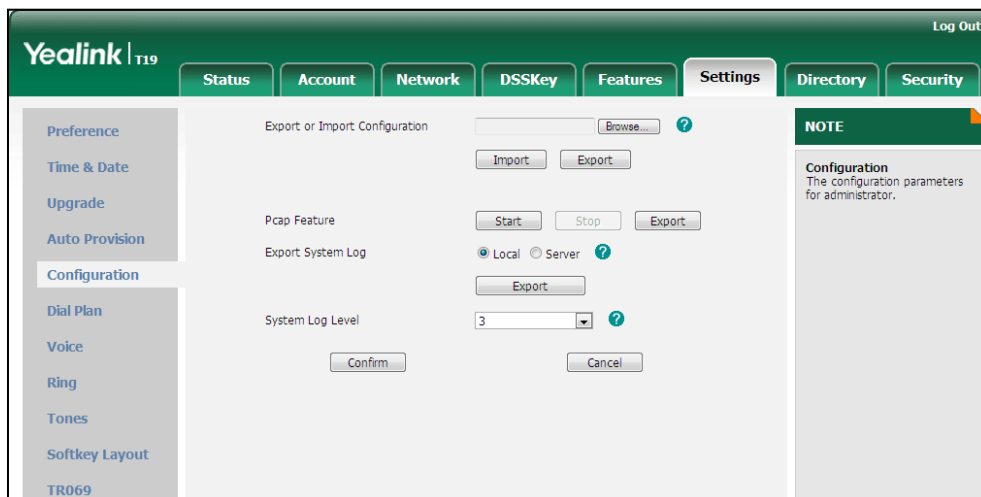 Log Out
Yealink T19
Status Account Network DSSKey Features Settings Directory Security
Preference
Time & Date
Upgrade
Auto Provision
Configuration
Dial Plan
Voice
Ring
Tones
Softkey Layout
TR069
Export or Import Configuration Browse... ?
Import Export
Pcap Feature Start Stop Export
Export System Log Local Server ?
Export
System Log Level 3 ?
Confirm Cancel
NOTE
Configuration
The configuration parameters
for administrator.